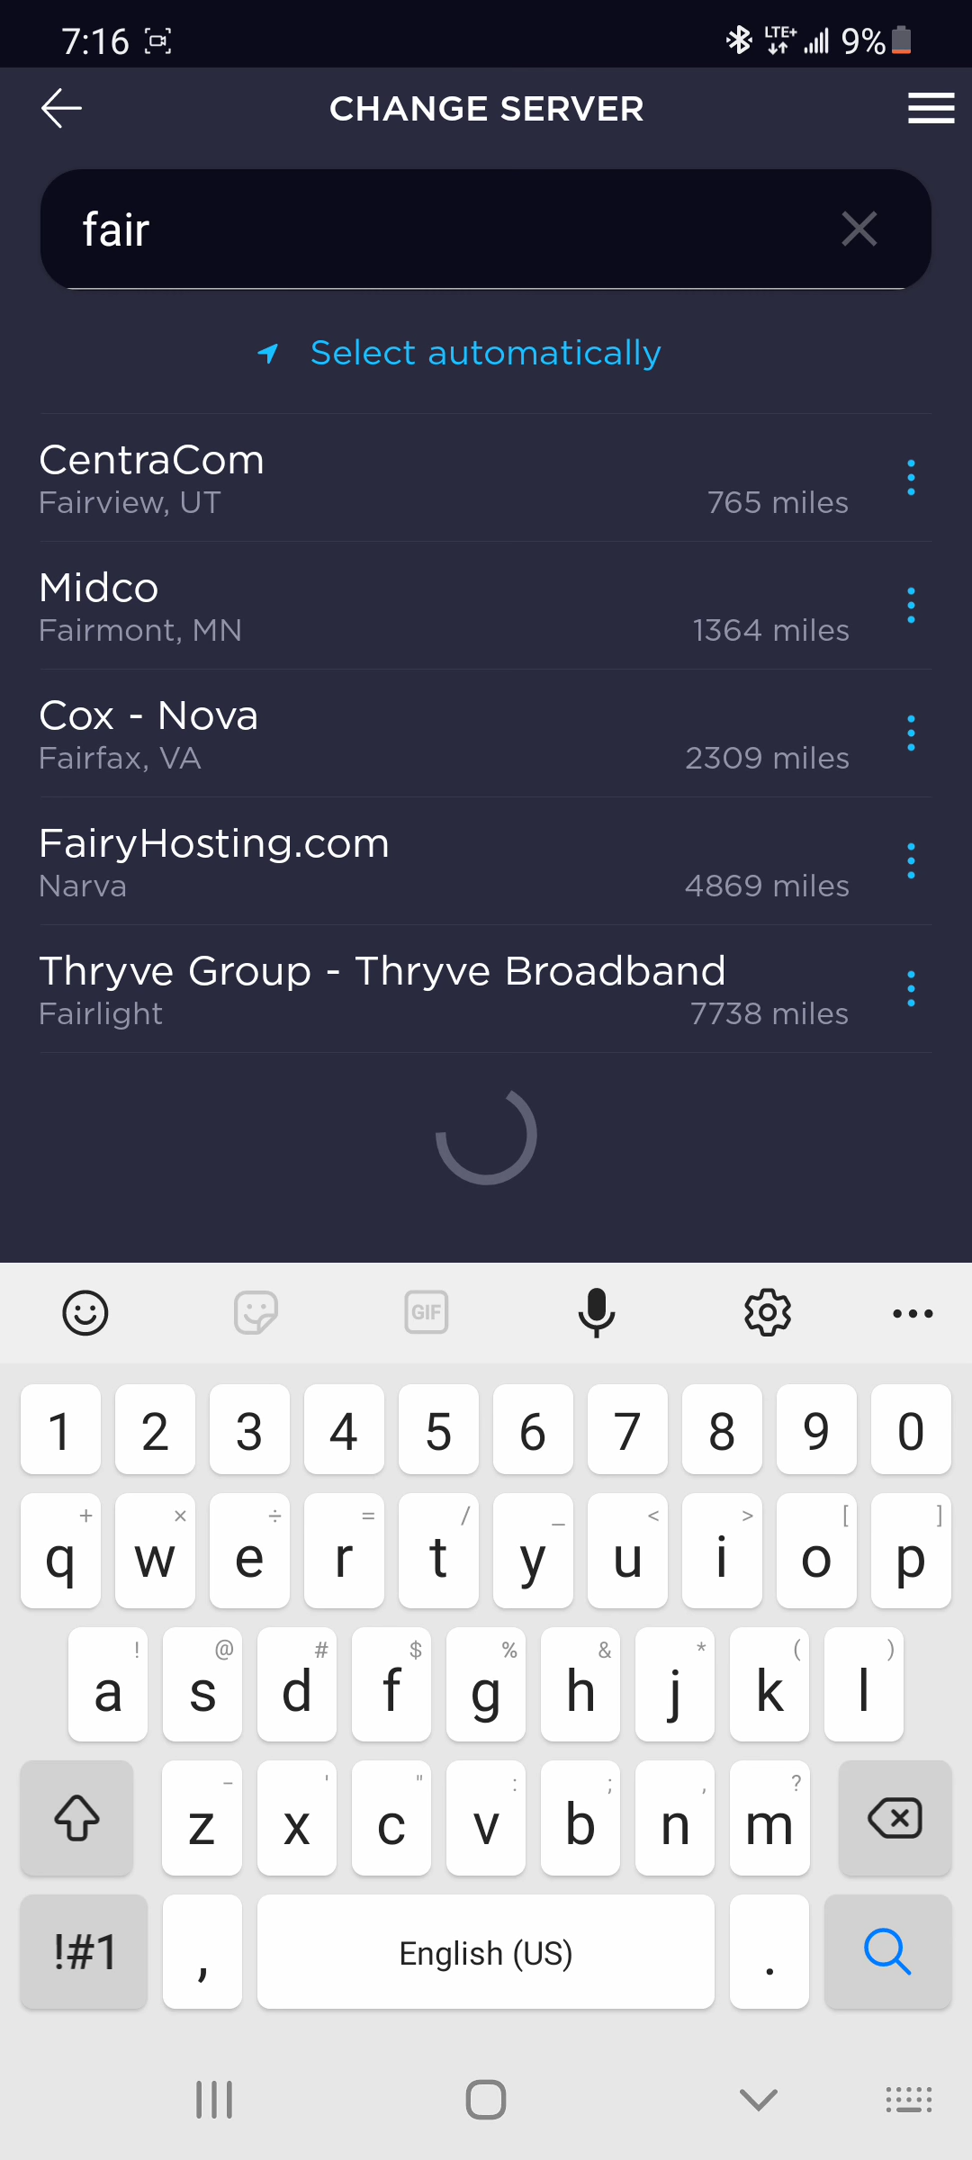 7:16 LTE+ 9%
CHANGE SERVER
fair
Select automatically
CentraCom
Fairview, UT 765 miles
Midco
Fairmont, MN 1364 miles
Cox - Nova
Fairfax, VA 2309 miles
FairyHosting.com
Narva 4869 miles
Thryve Group - Thryve Broadband
Fairlight 7738 miles
GIF
1 2 3 4 5 6 7 8 9 0
+ × ÷ = / _ < > [ ]
q w e r t y u i o p
! @ # $ % & * ( )
a s d f g h j k l
- ' " : ; , ?
z x c v b n m
!#1 , English (US) .